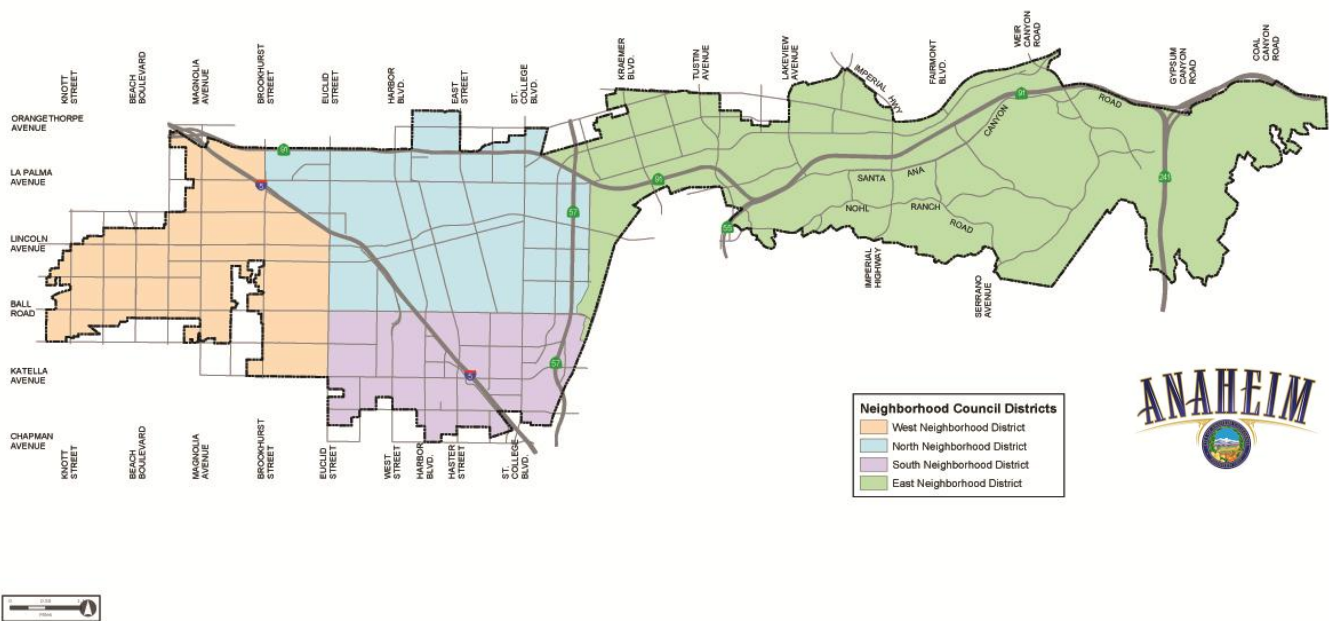 KNOTT
STREET
BEACH
BOULEVARD
MAGNOLIA
AVENUE
BROOKHURST
STREET
EUCLID
STREET
HARBOR
BLVD.
EAST
STREET
ST.
COLLEGE
BLVD.
KRAEMER
BLVD.
TUSTIN
AVENUE
LAKEVIEW
AVENUE
IMPERIAL HWY
FAIRMONT
BLVD.
WEIR
CANYON
ROAD
GYPSUM
CANYON
ROAD
COAL
CANYON
ROAD
ORANGETHORPE
AVENUE
LA PALMA
AVENUE
LINCOLN
AVENUE
BALL
ROAD
KATELLA
AVENUE
CHAPMAN
AVENUE
91
5
57
91
55
91
241
57
5
SANTA ANA CANYON ROAD
NOHL RANCH ROAD
IMPERIAL
HIGHWAY
SERRANO
AVENUE
KNOTT
STREET
BEACH
BOULEVARD
MAGNOLIA
AVENUE
BROOKHURST
STREET
EUCLID
STREET
WEST
STREET
HARBOR
BLVD.
HASTER
STREET
ST.
COLLEGE
BLVD.
Neighborhood Council Districts
West Neighborhood District
North Neighborhood District
South Neighborhood District
East Neighborhood District
ANAHEIM
0
Miles